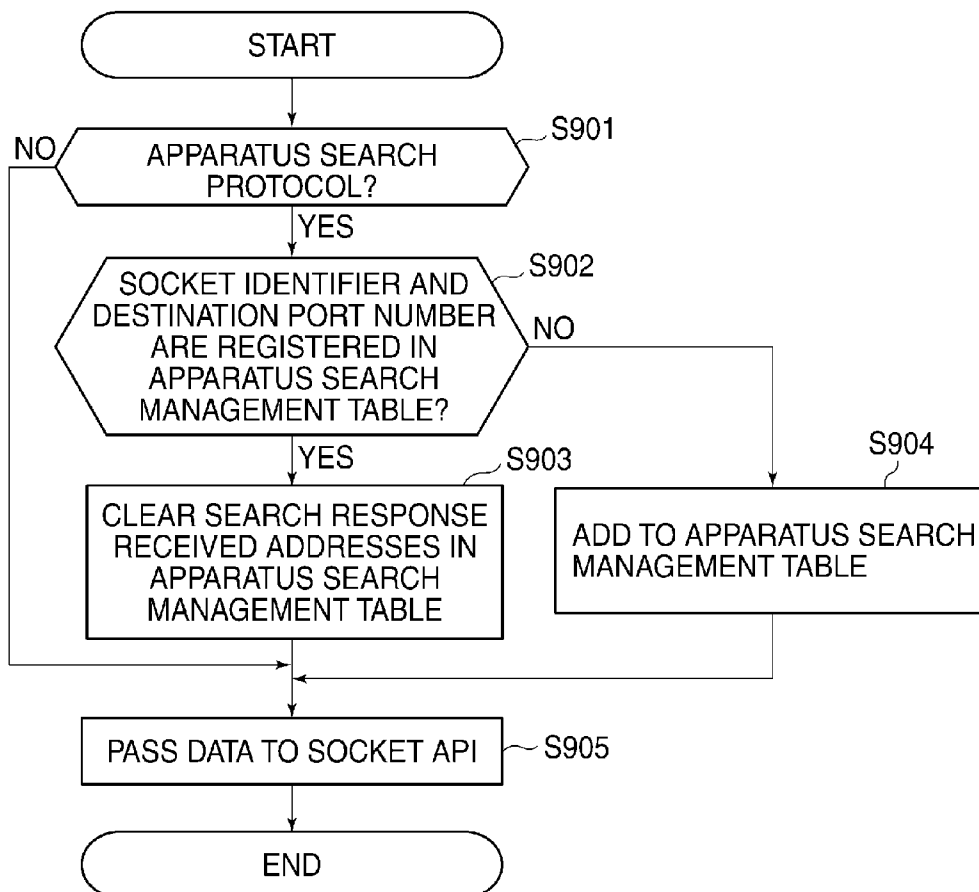 START
S901
NO
APPARATUS SEARCH
PROTOCOL?
YES
S902
SOCKET IDENTIFIER AND
DESTINATION PORT NUMBER
ARE REGISTERED IN
APPARATUS SEARCH
MANAGEMENT TABLE?
NO
YES
S903
S904
CLEAR SEARCH RESPONSE
RECEIVED ADDRESSES IN
APPARATUS SEARCH
MANAGEMENT TABLE
ADD TO APPARATUS SEARCH
MANAGEMENT TABLE
PASS DATA TO SOCKET API
S905
END